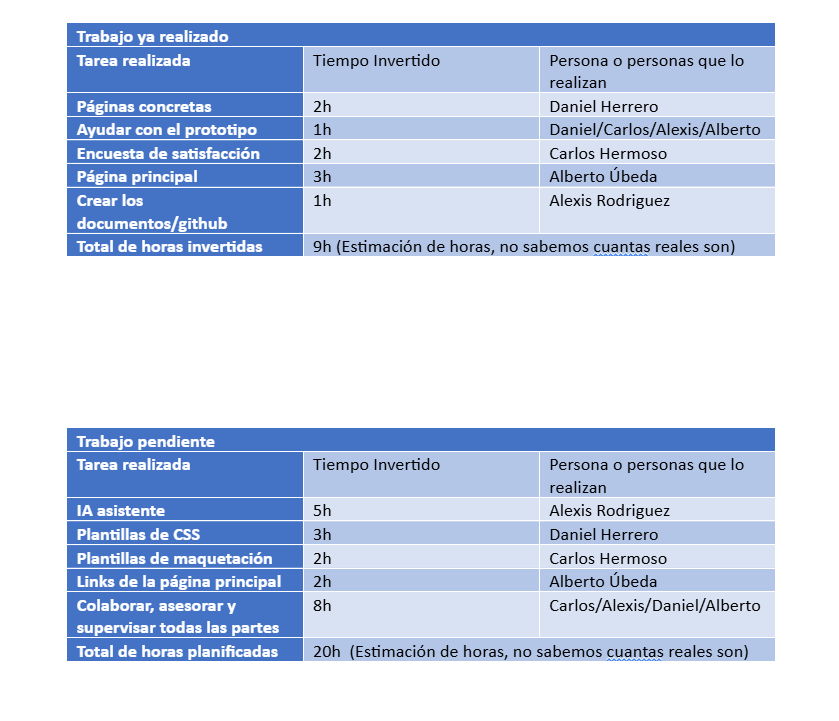 Trabajo ya realizado
Tarea realizada Tiempo Invertido Persona o personas que lo
realizan
Páginas concretas 2h Daniel Herrero
Ayudar con el prototipo 1h Daniel/Carlos/Alexis/Alberto
Encuesta de satisfacción 2h Carlos Hermoso
Página principal 3h Alberto Úbeda
Crear los 1h Alexis Rodriguez
documentos/github
Total de horas invertidas 9h (Estimación de horas, no sabemos cuantas reales son)
Trabajo pendiente
Tarea realizada Tiempo Invertido Persona o personas que lo
realizan
IA asistente 5h Alexis Rodriguez
Plantillas de CSS 3h Daniel Herrero
Plantillas de maquetación 2h Carlos Hermoso
Links de la página principal 2h Alberto Úbeda
Colaborar, asesorar y 8h Carlos/Alexis/Daniel/Alberto
supervisar todas las partes
Total de horas planificadas 20h (Estimación de horas, no sabemos cuantas reales son)